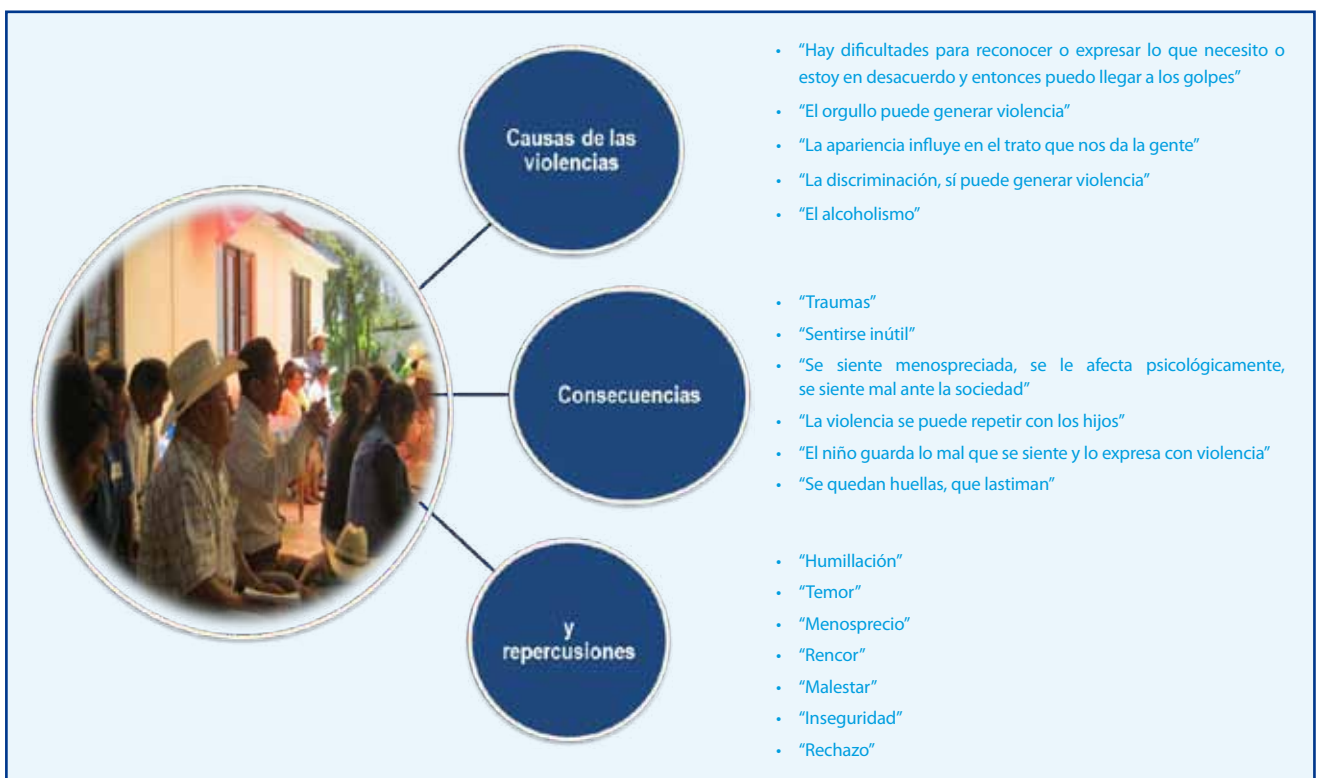 Causas de las
violencias
• “Hay dificultades para reconocer o expresar lo que necesito o
estoy en desacuerdo y entonces puedo llegar a los golpes”
• “El orgullo puede generar violencia”
• “La apariencia influye en el trato que nos da la gente”
• “La discriminación, sí puede generar violencia”
• “El alcoholismo”
Consecuencias
• “Traumas”
• “Sentirse inútil”
• “Se siente menospreciada, se le afecta psicológicamente,
se siente mal ante la sociedad”
• “La violencia se puede repetir con los hijos”
• “El niño guarda lo mal que se siente y lo expresa con violencia”
• “Se quedan huellas, que lastiman”
y
repercusiones
• “Humillación”
• “Temor”
• “Menosprecio”
• “Rencor”
• “Malestar”
• “Inseguridad”
• “Rechazo”